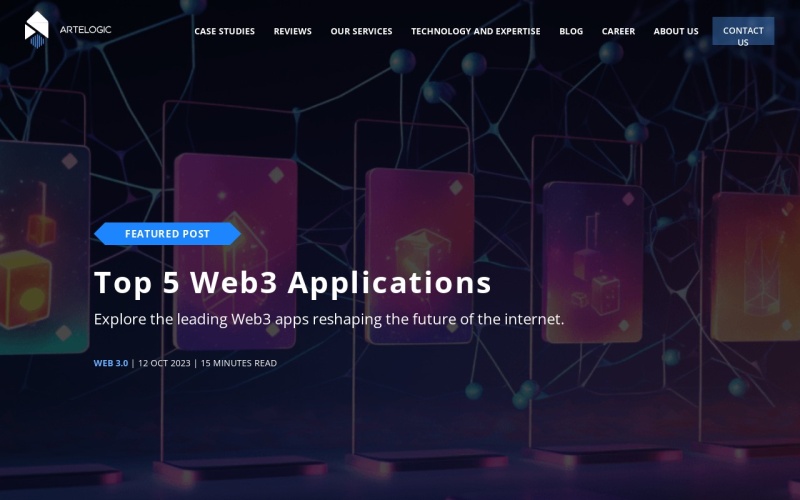 ARTELOGIC
CASE STUDIES REVIEWS OUR SERVICES TECHNOLOGY AND EXPERTISE BLOG CAREER ABOUT US CONTACT
US
FEATURED POST
Top 5 Web3 Applications
Explore the leading Web3 apps reshaping the future of the internet.
WEB 3.0 | 12 OCT 2023 | 15 MINUTES READ